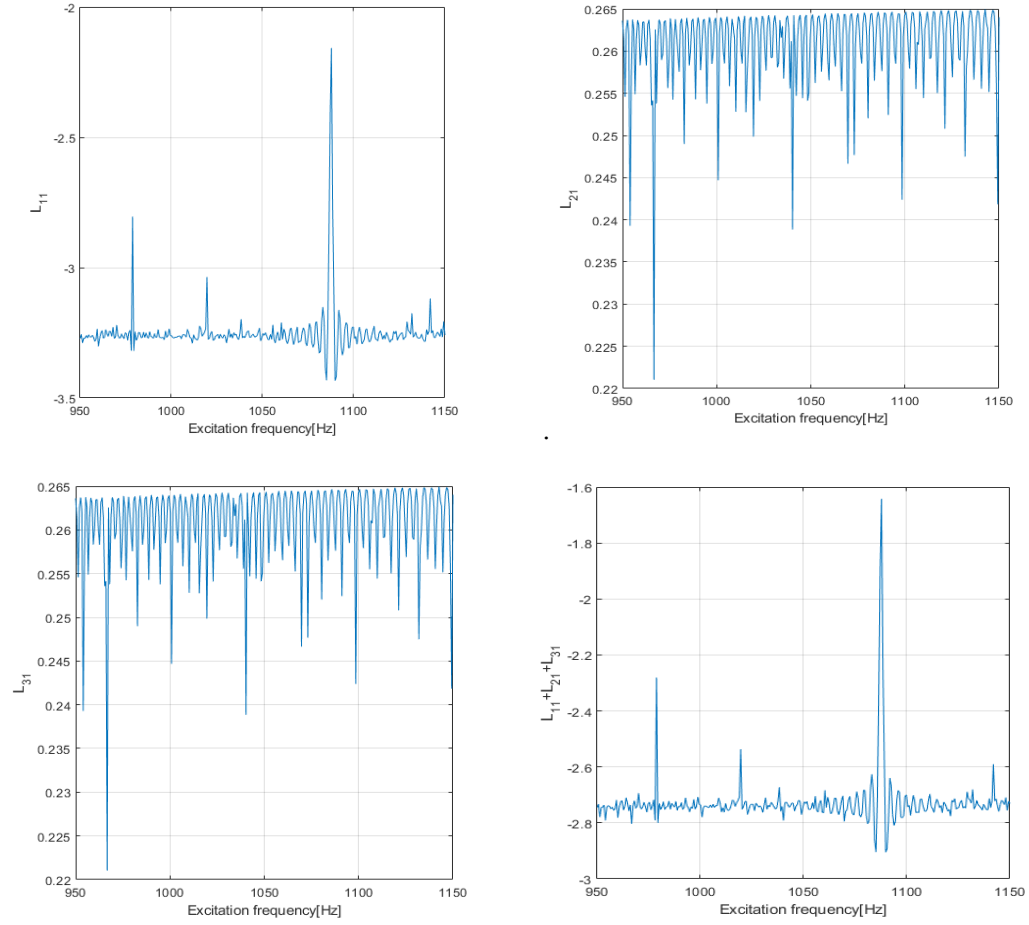 -2
-2.5
-3
-3.5
L11
950 1000 1050 1100 1150
Excitation frequency[Hz]
0.265
0.26
0.255
0.25
0.245
0.24
0.235
0.23
0.225
0.22
L21
950 1000 1050 1100 1150
Excitation frequency[Hz]
.
0.265
0.26
0.255
0.25
0.245
0.24
0.235
0.23
0.225
0.22
L31
950 1000 1050 1100 1150
Excitation frequency[Hz]
-1.6
-1.8
-2
-2.2
-2.4
-2.6
-2.8
-3
L11+L21+L31
950 1000 1050 1100 1150
Excitation frequency[Hz]